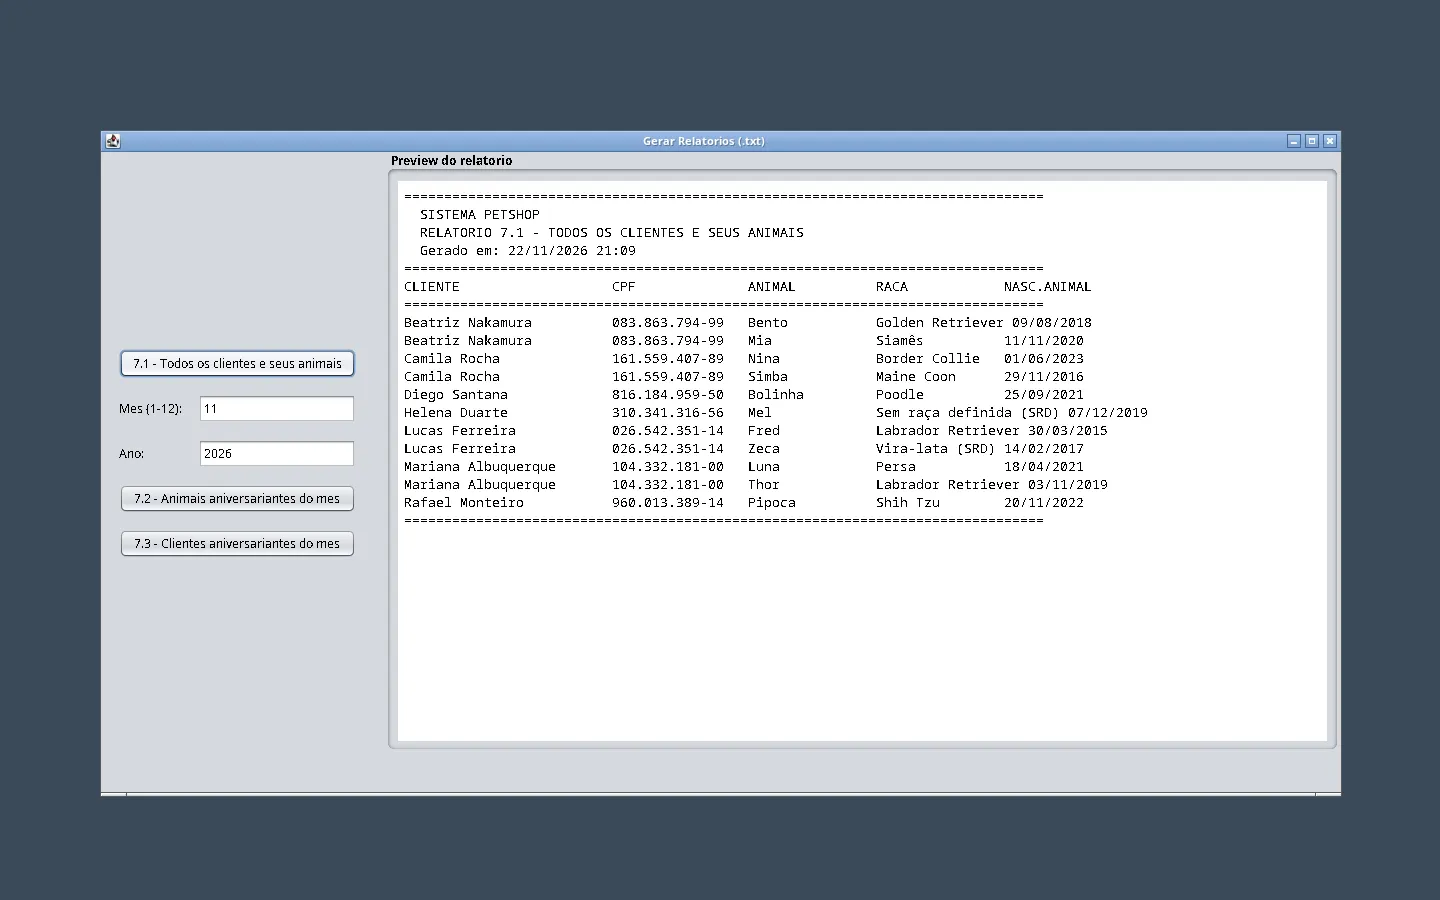 Gerar Relatorios (.txt)
Preview do relatorio
7.1 - Todos os clientes e seus animais
Mes (1-12): 11
Ano: 2026
7.2 - Animais aniversariantes do mes
7.3 - Clientes aniversariantes do mes
================================================================================
SISTEMA PETSHOP
RELATORIO 7.1 - TODOS OS CLIENTES E SEUS ANIMAIS
Gerado em: 22/11/2026 21:09
================================================================================
CLIENTE CPF ANIMAL RACA NASC.ANIMAL
================================================================================
Beatriz Nakamura 083.863.794-99 Bento Golden Retriever 09/08/2018
Beatriz Nakamura 083.863.794-99 Mia Siamês 11/11/2020
Camila Rocha 161.559.407-89 Nina Border Collie 01/06/2023
Camila Rocha 161.559.407-89 Simba Maine Coon 29/11/2016
Diego Santana 816.184.959-50 Bolinha Poodle 25/09/2021
Helena Duarte 310.341.316-56 Mel Sem raça definida (SRD) 07/12/2019
Lucas Ferreira 026.542.351-14 Fred Labrador Retriever 30/03/2015
Lucas Ferreira 026.542.351-14 Zeca Vira-lata (SRD) 14/02/2017
Mariana Albuquerque 104.332.181-00 Luna Persa 18/04/2021
Mariana Albuquerque 104.332.181-00 Thor Labrador Retriever 03/11/2019
Rafael Monteiro 960.013.389-14 Pipoca Shih Tzu 20/11/2022
================================================================================